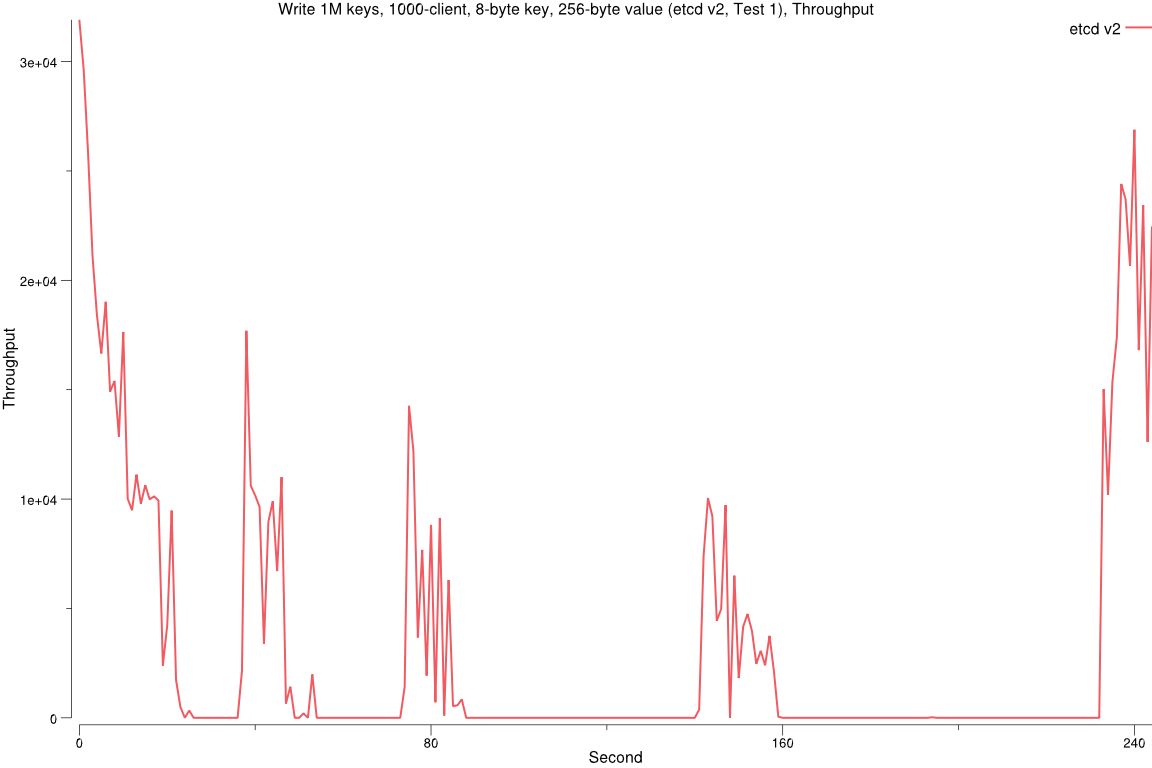 Write 1M keys, 1000-client, 8-byte key, 256-byte value (etcd v2, Test 1), Throughput
etcd v2
3e+04
2e+04
Throughput
1e+04
0
0
80
160
240
Second